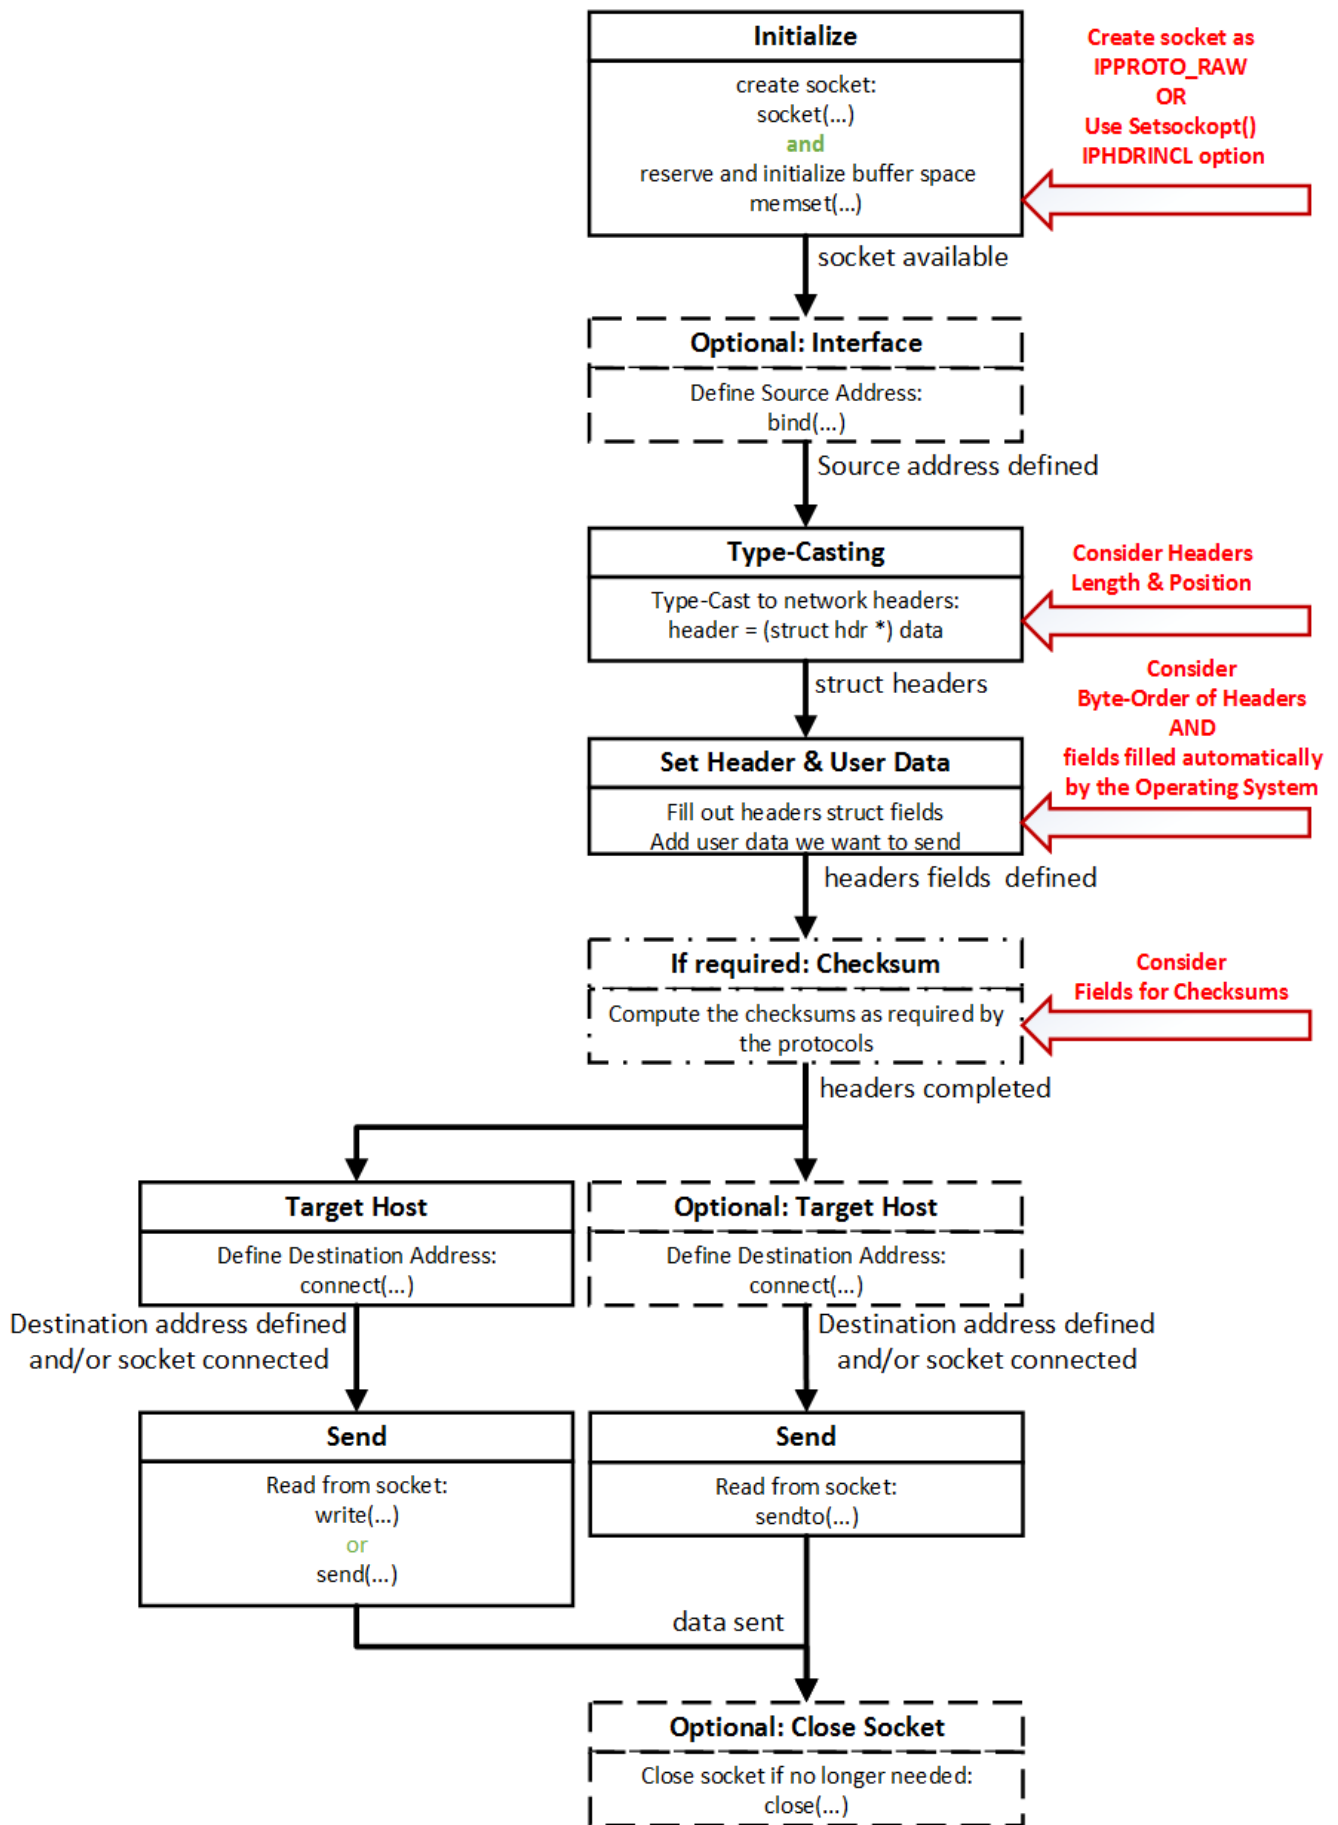 Initialize
create socket:
socket(...)
and
reserve and initialize buffer space
memset(...)
Create socket as
IPPROTO_RAW
OR
Use Setsockopt()
IPHDRINCL option
socket available
Optional: Interface
Define Source Address:
bind(...)
Source address defined
Type-Casting
Type-Cast to network headers:
header = (struct hdr *) data
Consider Headers
Length & Position
struct headers
Set Header & User Data
Fill out headers struct fields
Add user data we want to send
Consider
Byte-Order of Headers
AND
fields filled automatically
by the Operating System
headers fields  defined
If required: Checksum
Compute the checksums as required by
the protocols
Consider
Fields for Checksums
headers completed
Target Host
Define Destination Address:
connect(...)
Destination address defined
and/or socket connected
Optional: Target Host
Define Destination Address:
connect(...)
Destination address defined
and/or socket connected
Send
Read from socket:
write(...)
or
send(...)
Send
Read from socket:
sendto(...)
data sent
Optional: Close Socket
Close socket if no longer needed:
close(...)